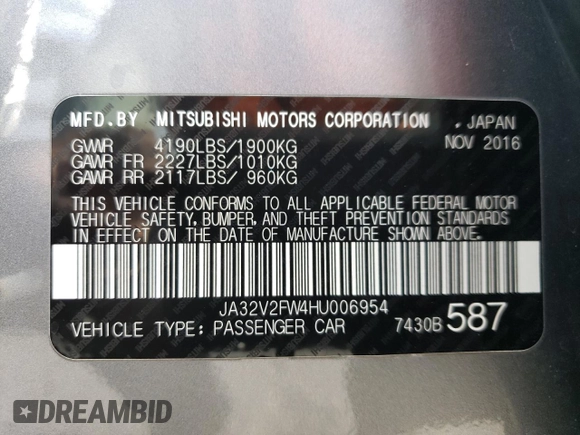 MFD.BY MITSUBISHI MOTORS CORPORATION . JAPAN
GVWR 4190LBS/1900KG NOV 2016
GAWR FR 2227LBS/1010KG
GAWR RR 2117LBS/ 960KG
THIS VEHICLE CONFORMS TO ALL APPLICABLE FEDERAL MOTOR
VEHICLE SAFETY, BUMPER, AND THEFT PREVENTION STANDARDS
IN EFFECT ON THE DATE OF MANUFACTURE SHOWN ABOVE.
JA32V2FW4HU006954
VEHICLE TYPE: PASSENGER CAR 7430B 587
DREAMBID